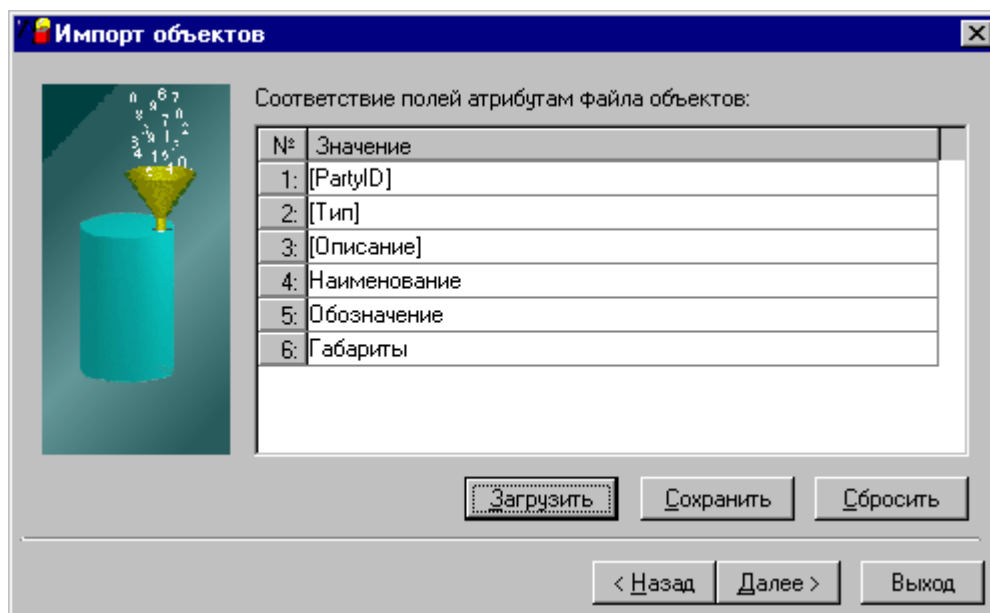 Импорт объектов
Соответствие полей атрибутам файла объектов:
№ Значение
1: [PartyID]
2: [Тип]
3: [Описание]
4: Наименование
5: Обозначение
6: Габариты
Загрузить Сохранить Сбросить
< Назад Далее > Выход